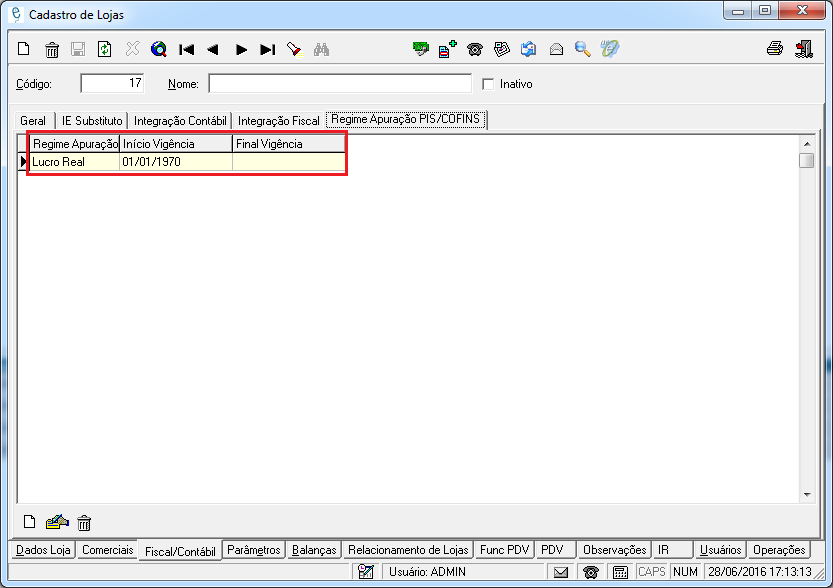 Cadastro de Lojas
Código: 17 Nome: Inativo
Geral IE Substituto Integração Contábil Integração Fiscal Regime Apuração PIS/COFINS
Regime Apuração Início Vigência Final Vigência
Lucro Real 01/01/1970
Dados Loja Comerciais Fiscal/Contábil Parâmetros Balanças Relacionamento de Lojas Func PDV PDV Observações IR Usuários Operações
Usuário: ADMIN CAPS NUM 28/06/2016 17:13:13